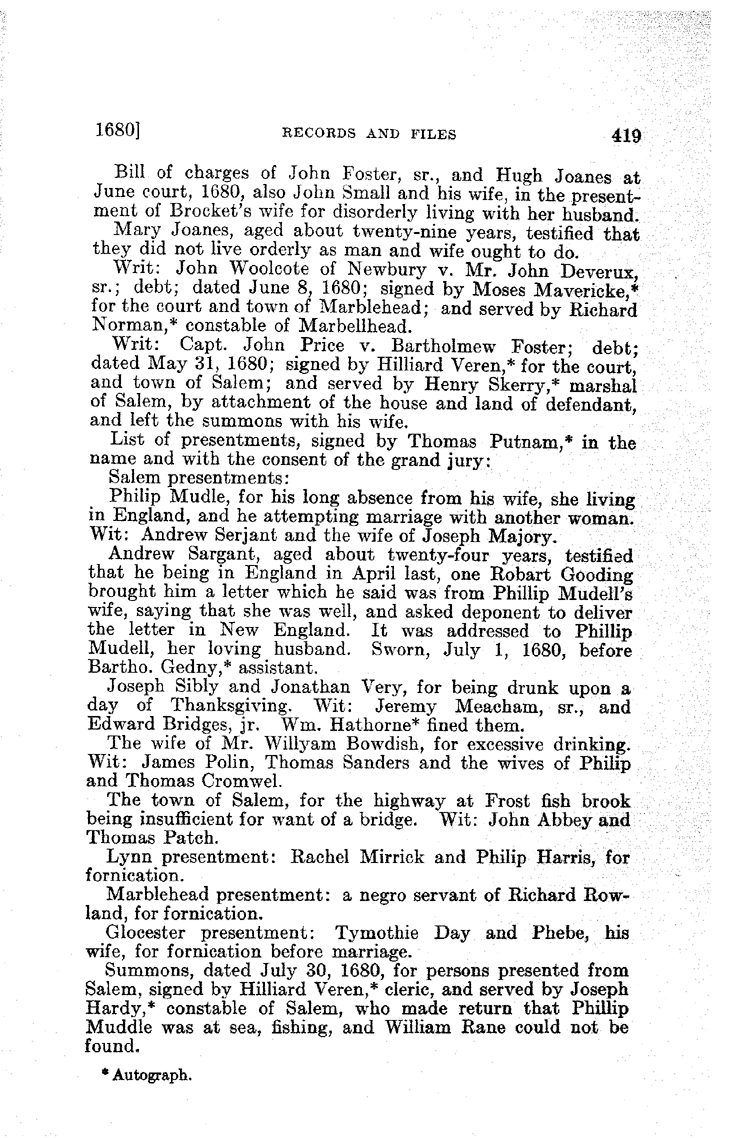 1680] RECORDS AND FILES 419
Bill of charges of John Foster, sr., and Hugh Joanes at
June court, 1680, also John Small and his wife, in the present-
ment of Brocket's wife for disorderly living with her husband.
Mary Joanes, aged about twenty-nine years, testified that
they did not live orderly as man and wife ought to do.
Writ: John Woolcote of Newbury v. Mr. John Deverux,
sr.; debt; dated June 8, 1680; signed by Moses Mavericke,*
for the court and town of Marblehead; and served by Richard
Norman,* constable of Marbellhead.
Writ: Capt. John Price v. Bartholmew Foster; debt;
dated May 31, 1680; signed by Hilliard Veren,* for the court,
and town of Salem; and served by Henry Skerry,* marshal
of Salem, by attachment of the house and land of defendant,
and left the summons with his wife.
List of presentments, signed by Thomas Putnam,* in the
name and with the consent of the grand jury:
Salem presentments:
Philip Mudle, for his long absence from his wife, she living
in England, and he attempting marriage with another woman.
Wit: Andrew Serjant and the wife of Joseph Majory.
Andrew Sargant, aged about twenty-four years, testified
that he being in England in April last, one Robart Gooding
brought him a letter which he said was from Phillip Mudell's
wife, saying that she was well, and asked deponent to deliver
the letter in New England. It was addressed to Phillip
Mudell, her loving husband. Sworn, July 1, 1680, before
Bartho. Gedny,* assistant.
Joseph Sibly and Jonathan Very, for being drunk upon a
day of Thanksgiving. Wit: Jeremy Meacham, sr., and
Edward Bridges, jr. Wm. Hathorne* fined them.
The wife of Mr. Willyam Bowdish, for excessive drinking.
Wit: James Polin, Thomas Sanders and the wives of Philip
and Thomas Cromwel.
The town of Salem, for the highway at Frost fish brook
being insufficient for want of a bridge. Wit: John Abbey and
Thomas Patch.
Lynn presentment: Rachel Mirrick and Philip Harris, for
fornication.
Marblehead presentment: a negro servant of Richard Row-
land, for fornication.
Glocester presentment: Tymothie Day and Phebe, his
wife, for fornication before marriage.
Summons, dated July 30, 1680, for persons presented from
Salem, signed by Hilliard Veren,* cleric, and served by Joseph
Hardy,* constable of Salem, who made return that Phillip
Muddle was at sea, fishing, and William Rane could not be
found.
* Autograph.